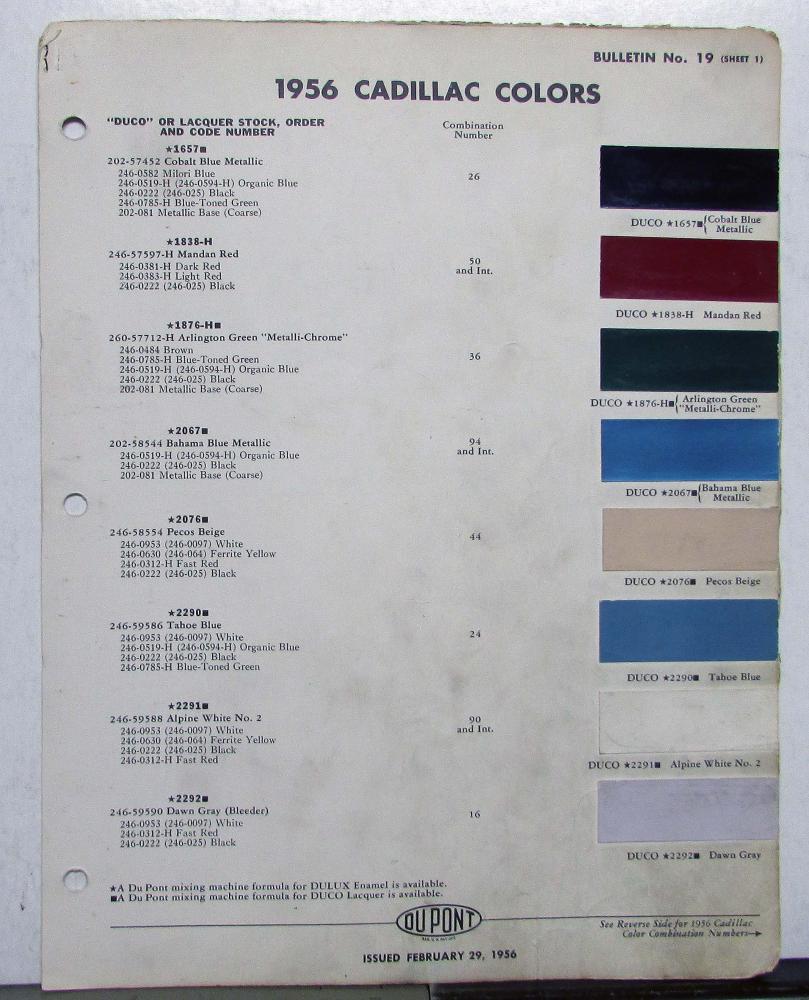 BULLETIN No. 19 (SHEET 1)
1956 CADILLAC COLORS
"DUCO" OR LACQUER STOCK, ORDER
AND CODE NUMBER
Combination
Number
★1657■
202-57452 Cobalt Blue Metallic
246-0582 Milori Blue
246-0519-H (246-0594-H) Organic Blue
246-0222 (246-025) Black
246-0785-H Blue-Toned Green
202-081 Metallic Base (Coarse)
26
DUCO ★1657■{Cobalt Blue
Metallic
★1838-H
246-57597-H Mandan Red
246-0381-H Dark Red
246-0383-H Light Red
246-0222 (246-025) Black
50
and Int.
DUCO ★1838-H Mandan Red
★1876-H■
260-57712-H Arlington Green "Metalli-Chrome"
246-0484 Brown
246-0785-H Blue-Toned Green
246-0519-H (246-0594-H) Organic Blue
246-0222 (246-025) Black
202-081 Metallic Base (Coarse)
36
DUCO ★1876-H■{Arlington Green
"Metalli-Chrome"
★2067■
202-58544 Bahama Blue Metallic
246-0519-H (246-0594-H) Organic Blue
246-0222 (246-025) Black
202-081 Metallic Base (Coarse)
94
and Int.
DUCO ★2067■{Bahama Blue
Metallic
★2076■
246-58554 Pecos Beige
246-0953 (246-0097) White
246-0630 (246-064) Ferrite Yellow
246-0312-H Fast Red
246-0222 (246-025) Black
44
DUCO ★2076■ Pecos Beige
★2290■
246-59586 Tahoe Blue
246-0953 (246-0097) White
246-0519-H (246-0594-H) Organic Blue
246-0222 (246-025) Black
246-0785-H Blue-Toned Green
24
DUCO ★2290■ Tahoe Blue
★2291■
246-59588 Alpine White No. 2
246-0953 (246-0097) White
246-0630 (246-064) Ferrite Yellow
246-0222 (246-025) Black
246-0312-H Fast Red
90
and Int.
DUCO ★2291■ Alpine White No. 2
★2292■
246-59590 Dawn Gray (Bleeder)
246-0953 (246-0097) White
246-0312-H Fast Red
246-0222 (246-025) Black
16
DUCO ★2292■ Dawn Gray
★A Du Pont mixing machine formula for DULUX Enamel is available.
■A Du Pont mixing machine formula for DUCO Lacquer is available.
DU PONT
REG. U.S. PAT. OFF.
See Reverse Side for 1956 Cadillac
Color Combination Numbers→
ISSUED FEBRUARY 29, 1956